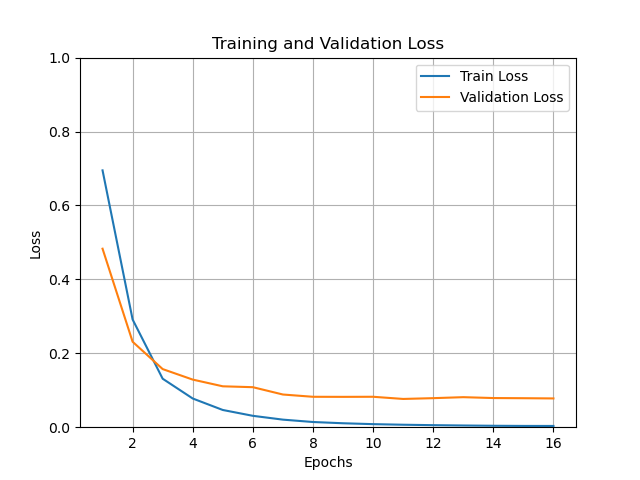 Training and Validation Loss
1.0
0.8
0.6
0.4
0.2
0.0
Loss
Train Loss
Validation Loss
2 4 6 8 10 12 14 16
Epochs